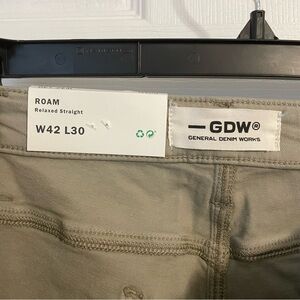 ROAM
Relaxed Straight
W42 L30
— GDW®
GENERAL DENIM WORKS